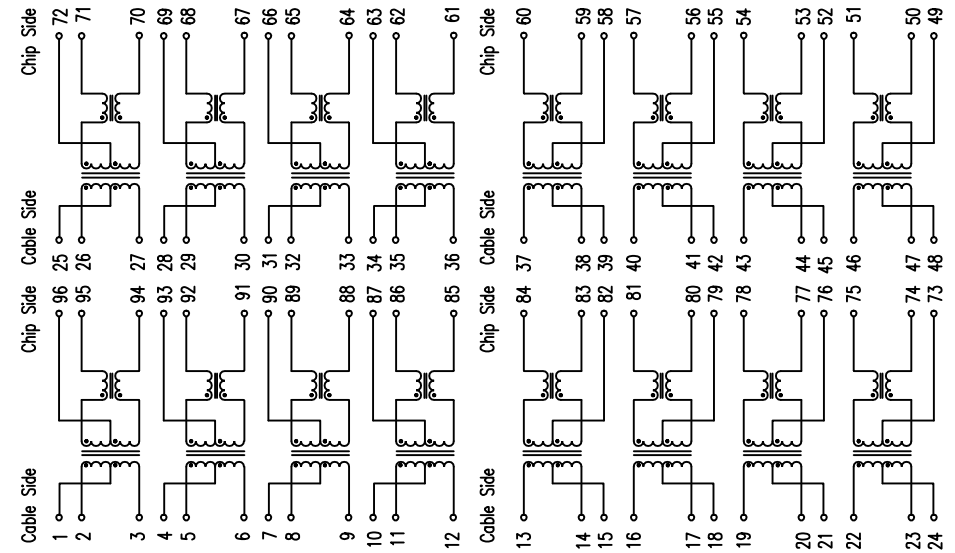 Chip Side 72 71 70 69 68 67 66 65 64 63 62 61 Chip Side 60 59 58 57 56 55 54 53 52 51 50 49
Cable Side 25 26 27 28 29 30 31 32 33 34 35 36 Cable Side 37 38 39 40 41 42 43 44 45 46 47 48
Chip Side 96 95 94 93 92 91 90 89 88 87 86 85 Chip Side 84 83 82 81 80 79 78 77 76 75 74 73
Cable Side 1 2 3 4 5 6 7 8 9 10 11 12 Cable Side 13 14 15 16 17 18 19 20 21 22 23 24